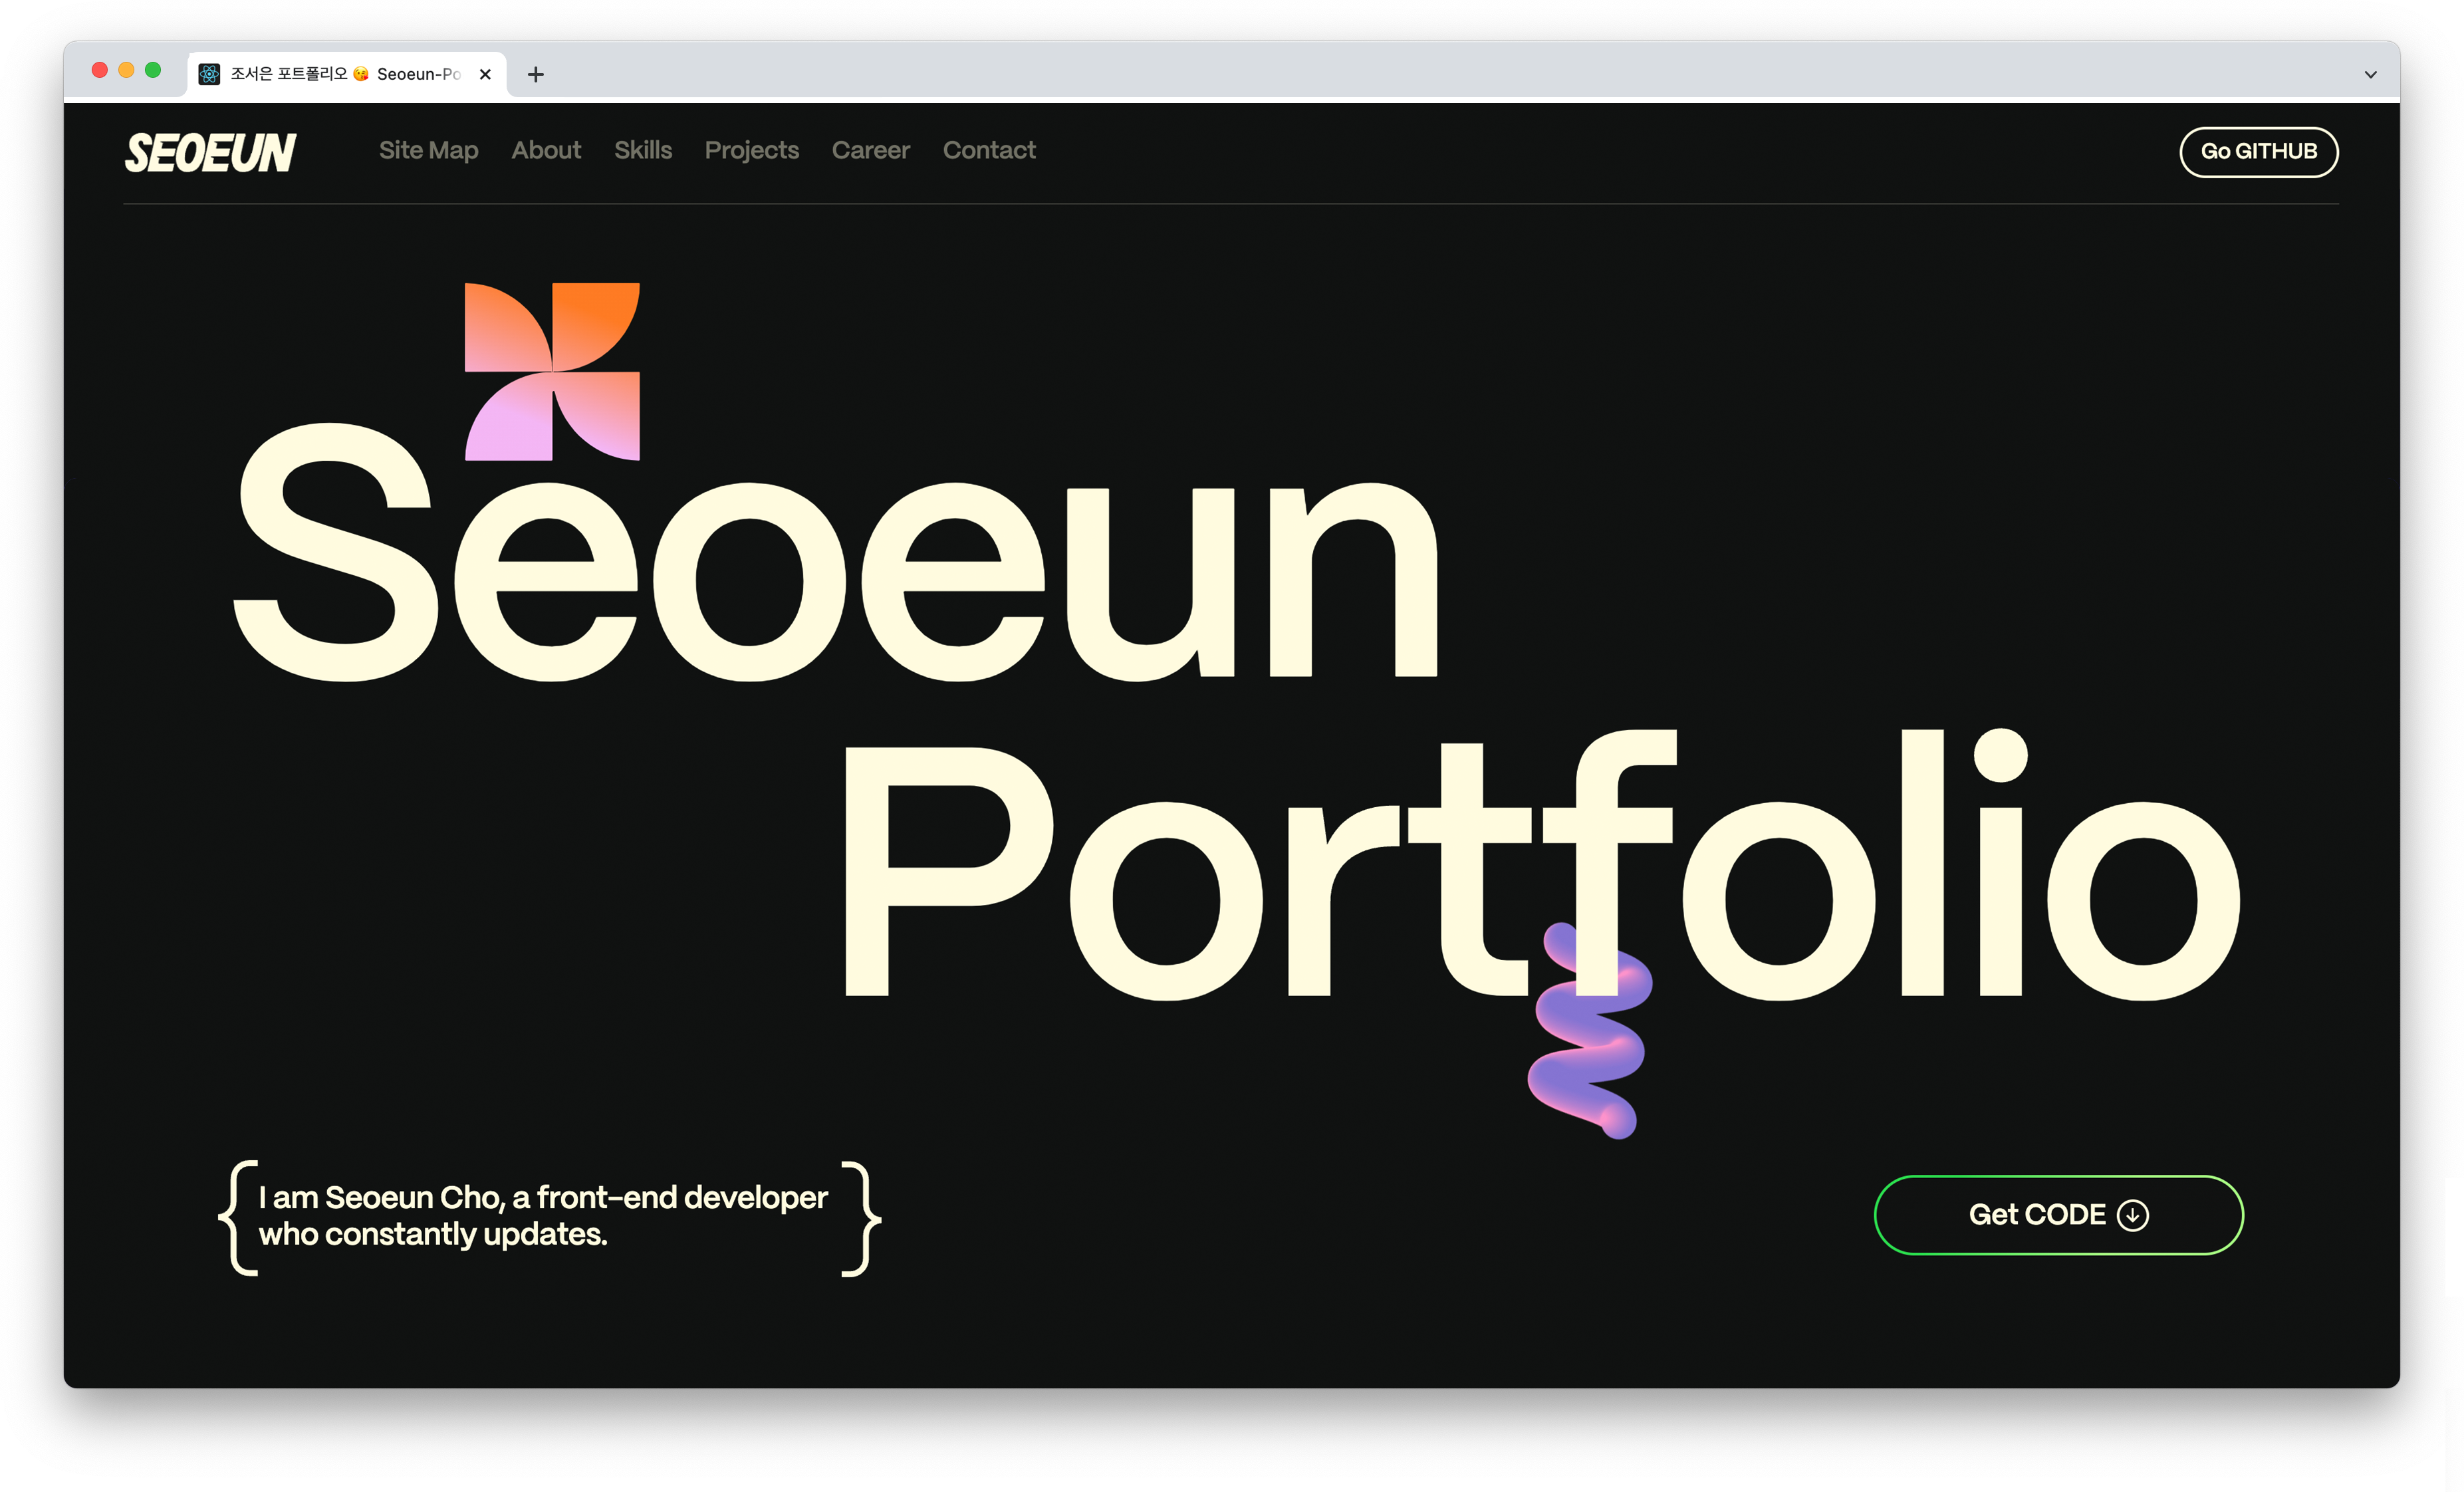 조서은 포트폴리오 😘 Seoeun-Po
SEOEUN
Site Map About Skills Projects Career Contact
Go GITHUB
Seoeun
Portfolio
{ I am Seoeun Cho, a front-end developer
who constantly updates. }
Get CODE